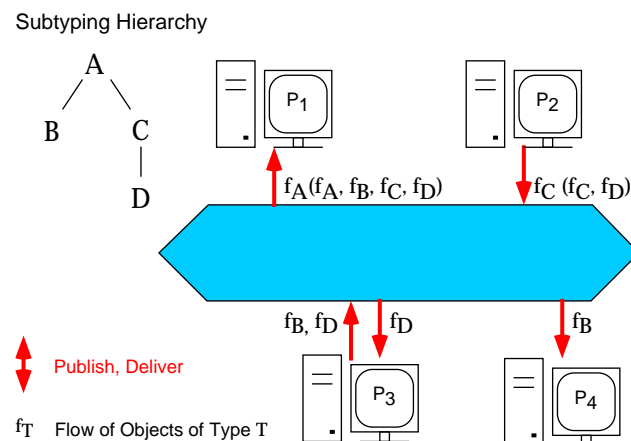 Subtyping Hierarchy
A
B C
D
P1
P2
fA(fA, fB, fC, fD)
fC (fC, fD)
fB, fD
fD
fB
P3
P4
Publish, Deliver
fT Flow of Objects of Type T